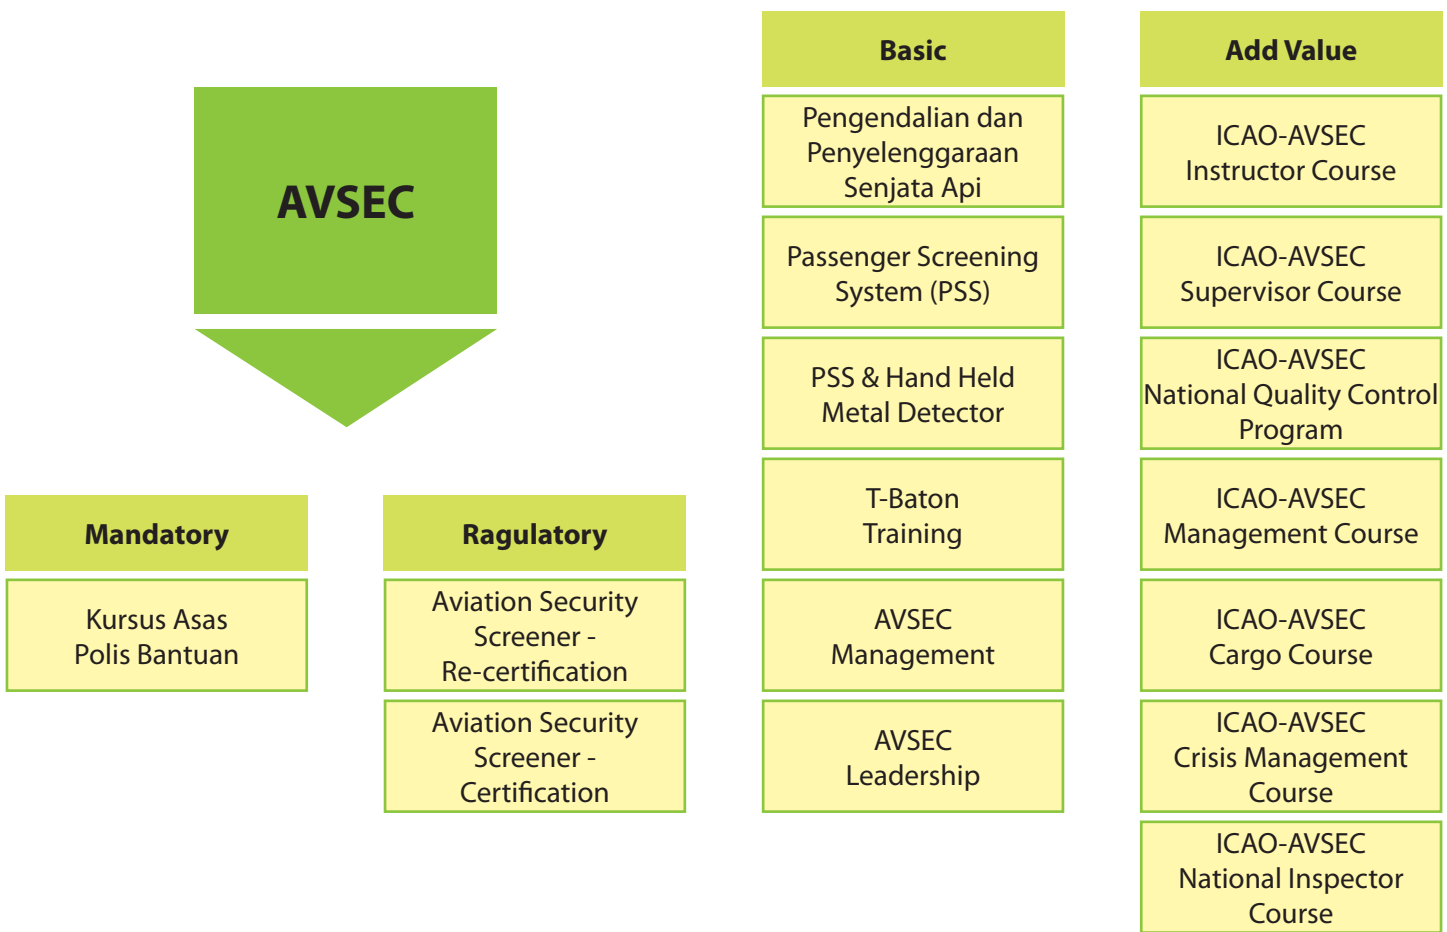 AVSEC
Mandatory
Kursus Asas
Polis Bantuan
Ragulatory
Aviation Security
Screener -
Re-certification
Aviation Security
Screener -
Certification
Basic
Pengendalian dan
Penyelenggaraan
Senjata Api
Passenger Screening
System (PSS)
PSS & Hand Held
Metal Detector
T-Baton
Training
AVSEC
Management
AVSEC
Leadership
Add Value
ICAO-AVSEC
Instructor Course
ICAO-AVSEC
Supervisor Course
ICAO-AVSEC
National Quality Control
Program
ICAO-AVSEC
Management Course
ICAO-AVSEC
Cargo Course
ICAO-AVSEC
Crisis Management
Course
ICAO-AVSEC
National Inspector
Course